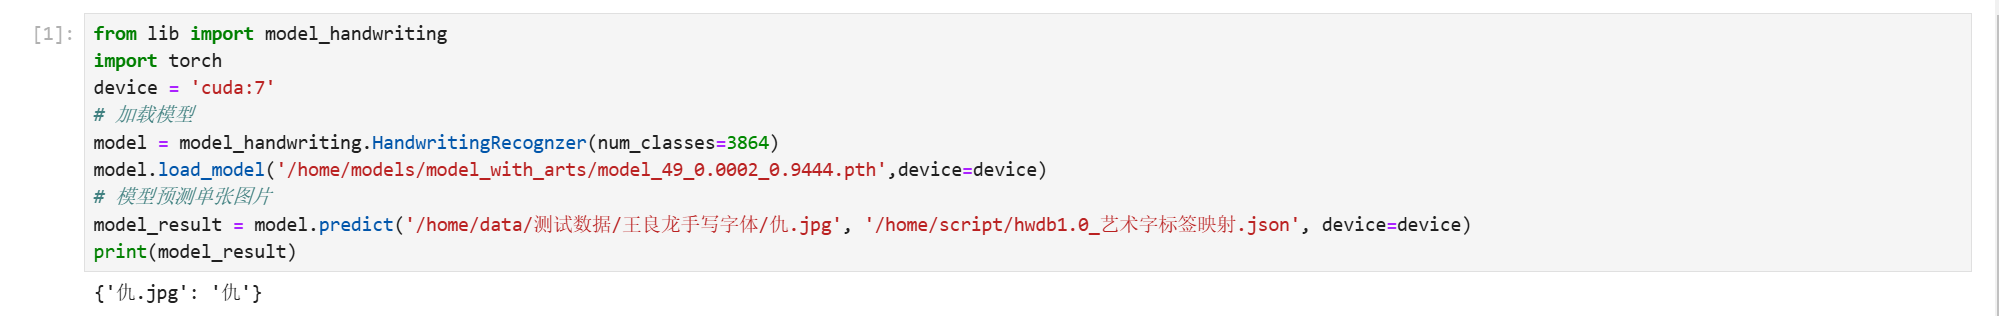 [1]:
from lib import model_handwriting
import torch
device = 'cuda:7'
# 加载模型
model = model_handwriting.HandwritingRecognzer(num_classes=3864)
model.load_model('/home/models/model_with_arts/model_49_0.0002_0.9444.pth',device=device)
# 模型预测单张图片
model_result = model.predict('/home/data/测试数据/王良龙手写字体/仇.jpg', '/home/script/hwdb1.0_艺术字标签映射.json', device=device)
print(model_result)
{'仇.jpg': '仇'}